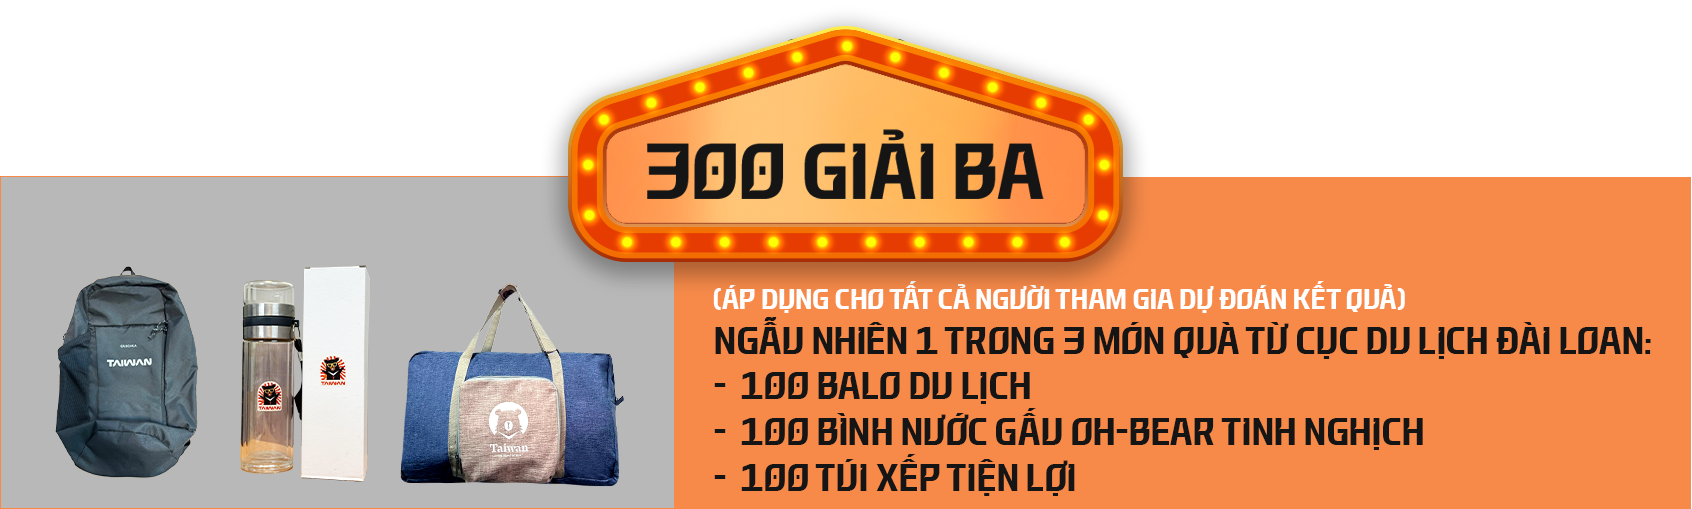 300 GIẢI BA
(ÁP DỤNG CHO TẤT CẢ NGƯỜI THAM GIA DỰ ĐOÁN KẾT QUẢ)
NGẪU NHIÊN 1 TRONG 3 MÓN QUÀ TỪ CỤC DU LỊCH ĐÀI LOAN:
- 100 BALO DU LỊCH
- 100 BÌNH NƯỚC GẤU OH-BEAR TINH NGHỊCH
- 100 TÚI XẾP TIỆN LỢI
TAIWAN
TAIWAN
TAIWAN
Taiwan